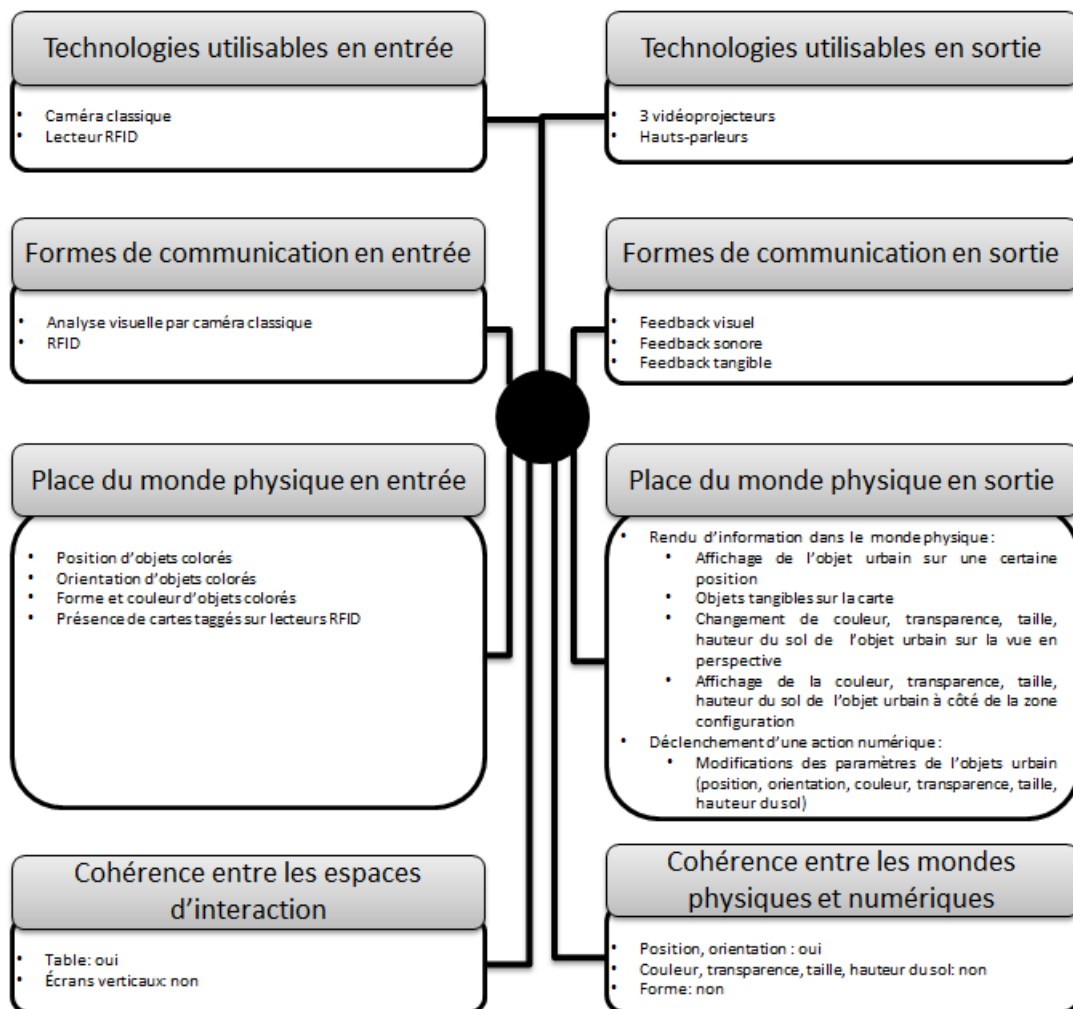 Technologies utilisables en entrée
• Caméra classique
• Lecteur RFID
Technologies utilisables en sortie
• 3 vidéoprojecteurs
• Hauts-parleurs
Formes de communication en entrée
• Analyse visuelle par caméra classique
• RFID
Formes de communication en sortie
• Feedback visuel
• Feedback sonore
• Feedback tangible
Place du monde physique en entrée
• Position d'objets colorés
• Orientation d'objets colorés
• Forme et couleur d'objets colorés
• Présence de cartes taggés sur lecteurs RFID
Place du monde physique en sortie
• Rendu d'information dans le monde physique :
• Affichage de l'objet urbain sur une certaine
position
• Objets tangibles sur la carte
• Changement de couleur, transparence, taille,
hauteur du sol de l'objet urbain sur la vue en
perspective
• Affichage de la couleur, transparence, taille,
hauteur du sol de l'objet urbain à côté de la zone
configuration
• Déclenchement d'une action numérique :
• Modifications des paramètres de l'objets urbain
(position, orientation, couleur, transparence, taille,
hauteur du sol)
Cohérence entre les espaces
d'interaction
• Table: oui
• Écrans verticaux: non
Cohérence entre les mondes
physiques et numériques
• Position, orientation : oui
• Couleur, transparence, taille, hauteur du sol: non
• Forme: non